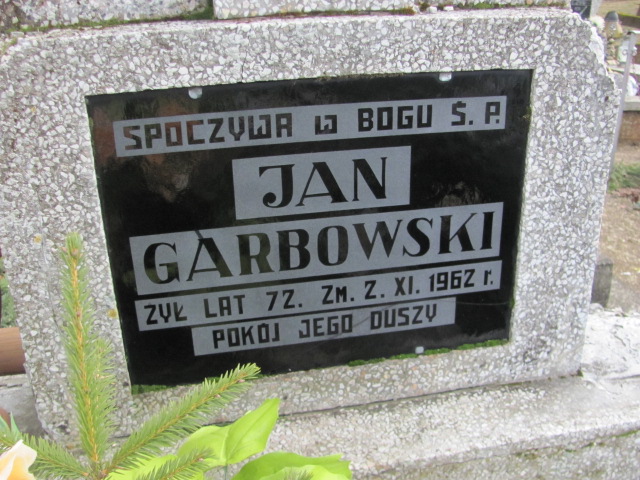 SPOCZYWA W BOGU Ś. P.
JAN
GARBOWSKI
ŻYŁ LAT 72. ZM. 2. XI. 1962 r.
POKÓJ JEGO DUSZY